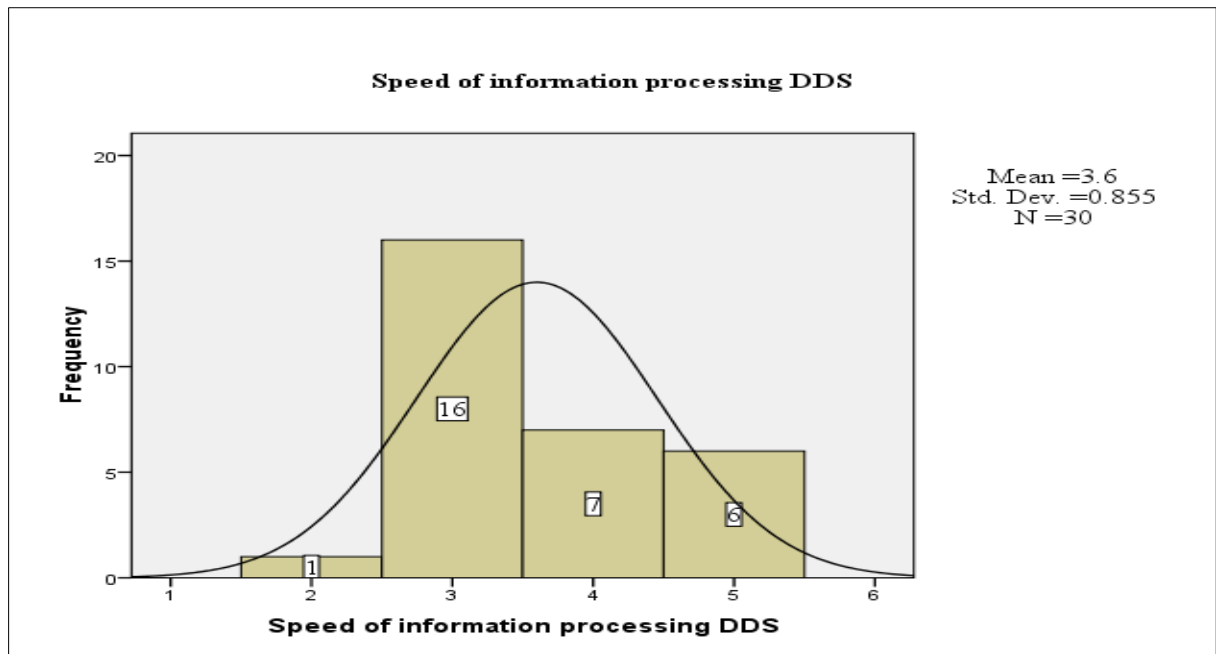 Speed of information processing DDS
20
15
10
5
0
Frequency
16
7
6
1
1 2 3 4 5 6
Speed of information processing DDS
Mean =3.6
Std. Dev. =0.855
N =30